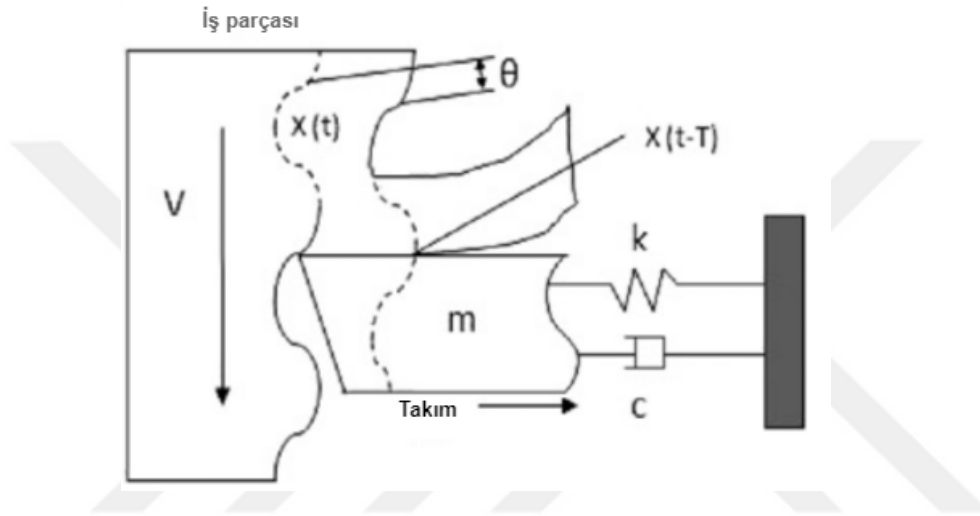 İş parçası
θ
X(t)
X(t-T)
V
k
m
Takım
c